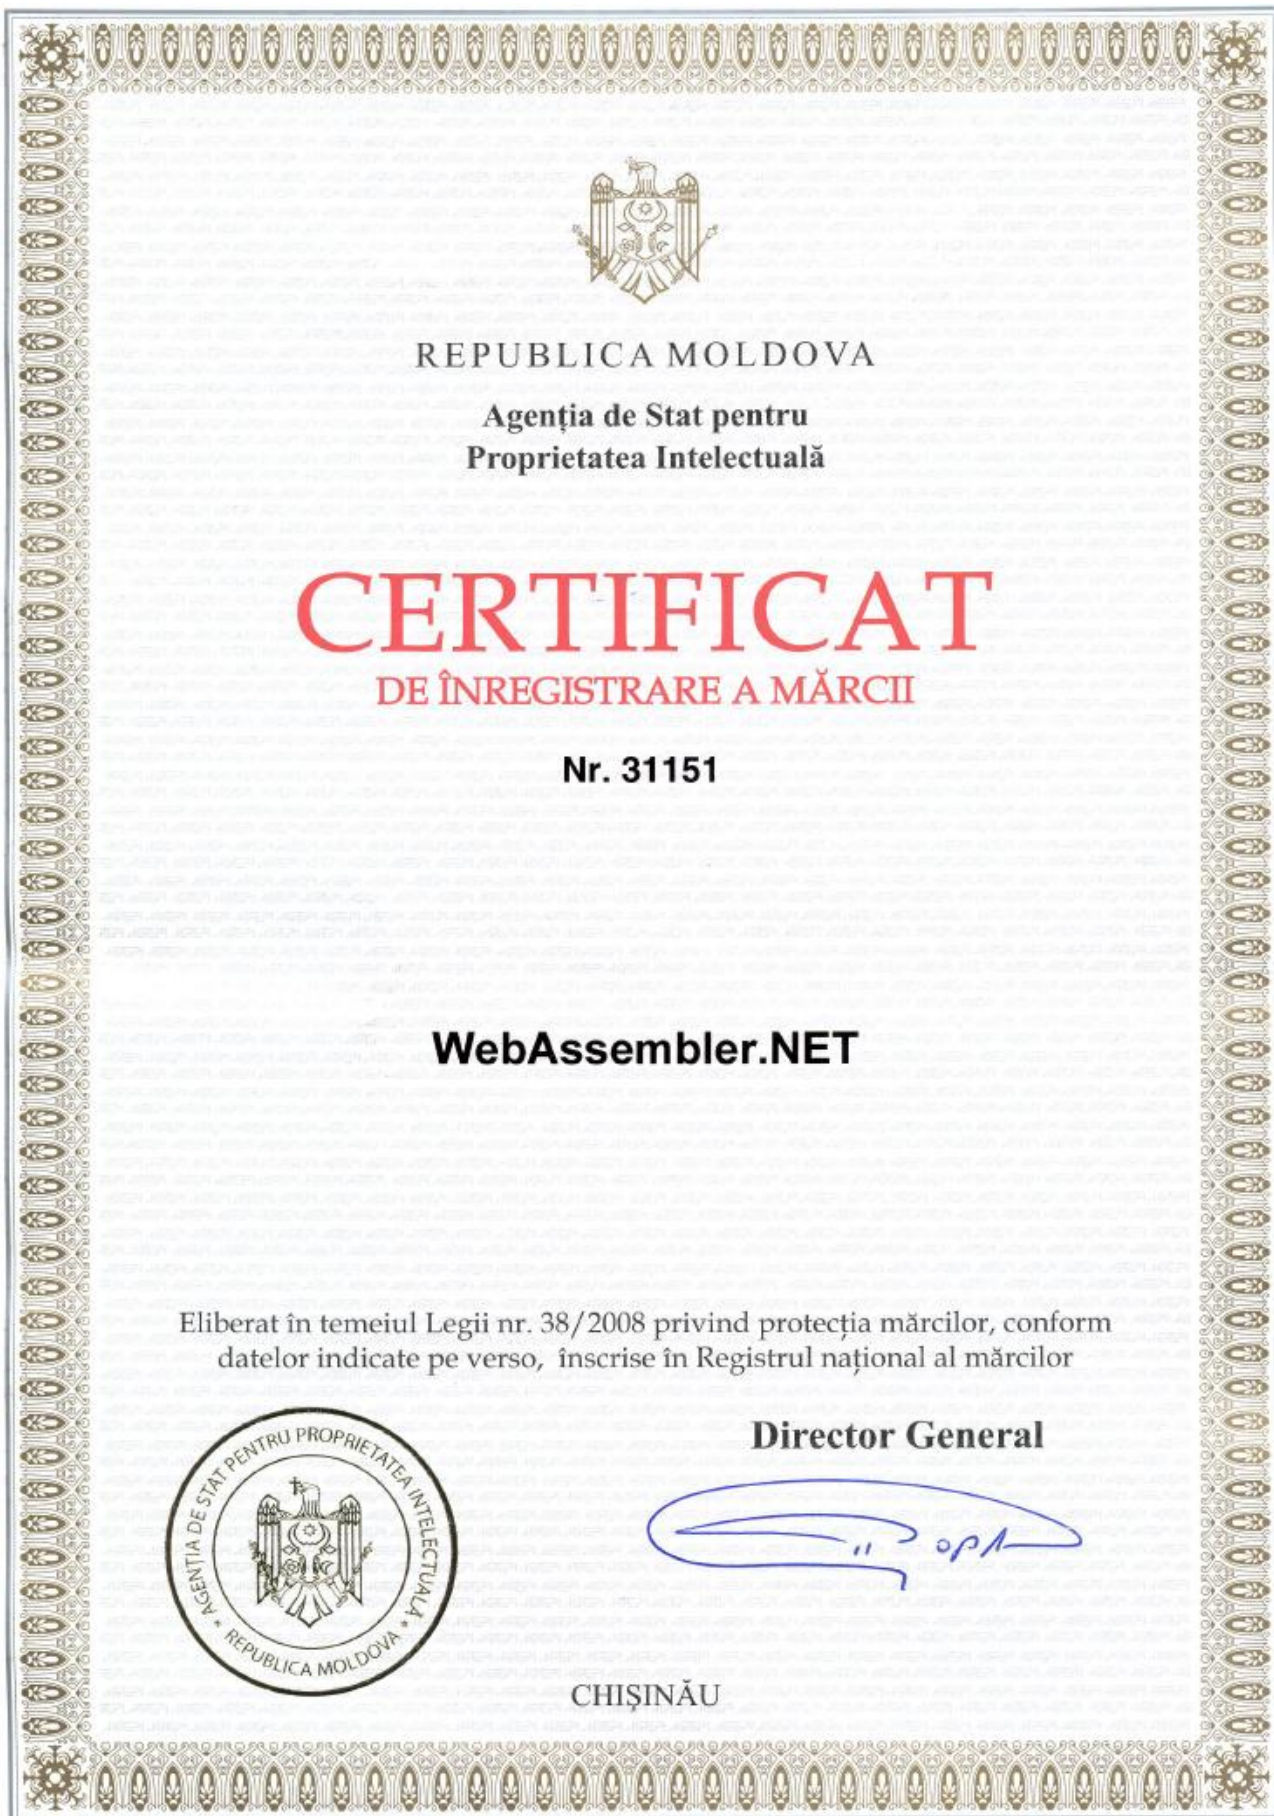 REPUBLICA MOLDOVA
Agenția de Stat pentru
Proprietatea Intelectuală
CERTIFICAT
DE ÎNREGISTRARE A MĂRCII
Nr. 31151
WebAssembler.NET
Eliberat în temeiul Legii nr. 38/2008 privind protecția mărcilor, conform
datelor indicate pe verso, înscrise în Registrul național al mărcilor
Director General
AGENȚIA DE STAT PENTRU PROPRIETATEA INTELECTUALĂ
* REPUBLICA MOLDOVA *
CHIȘINĂU